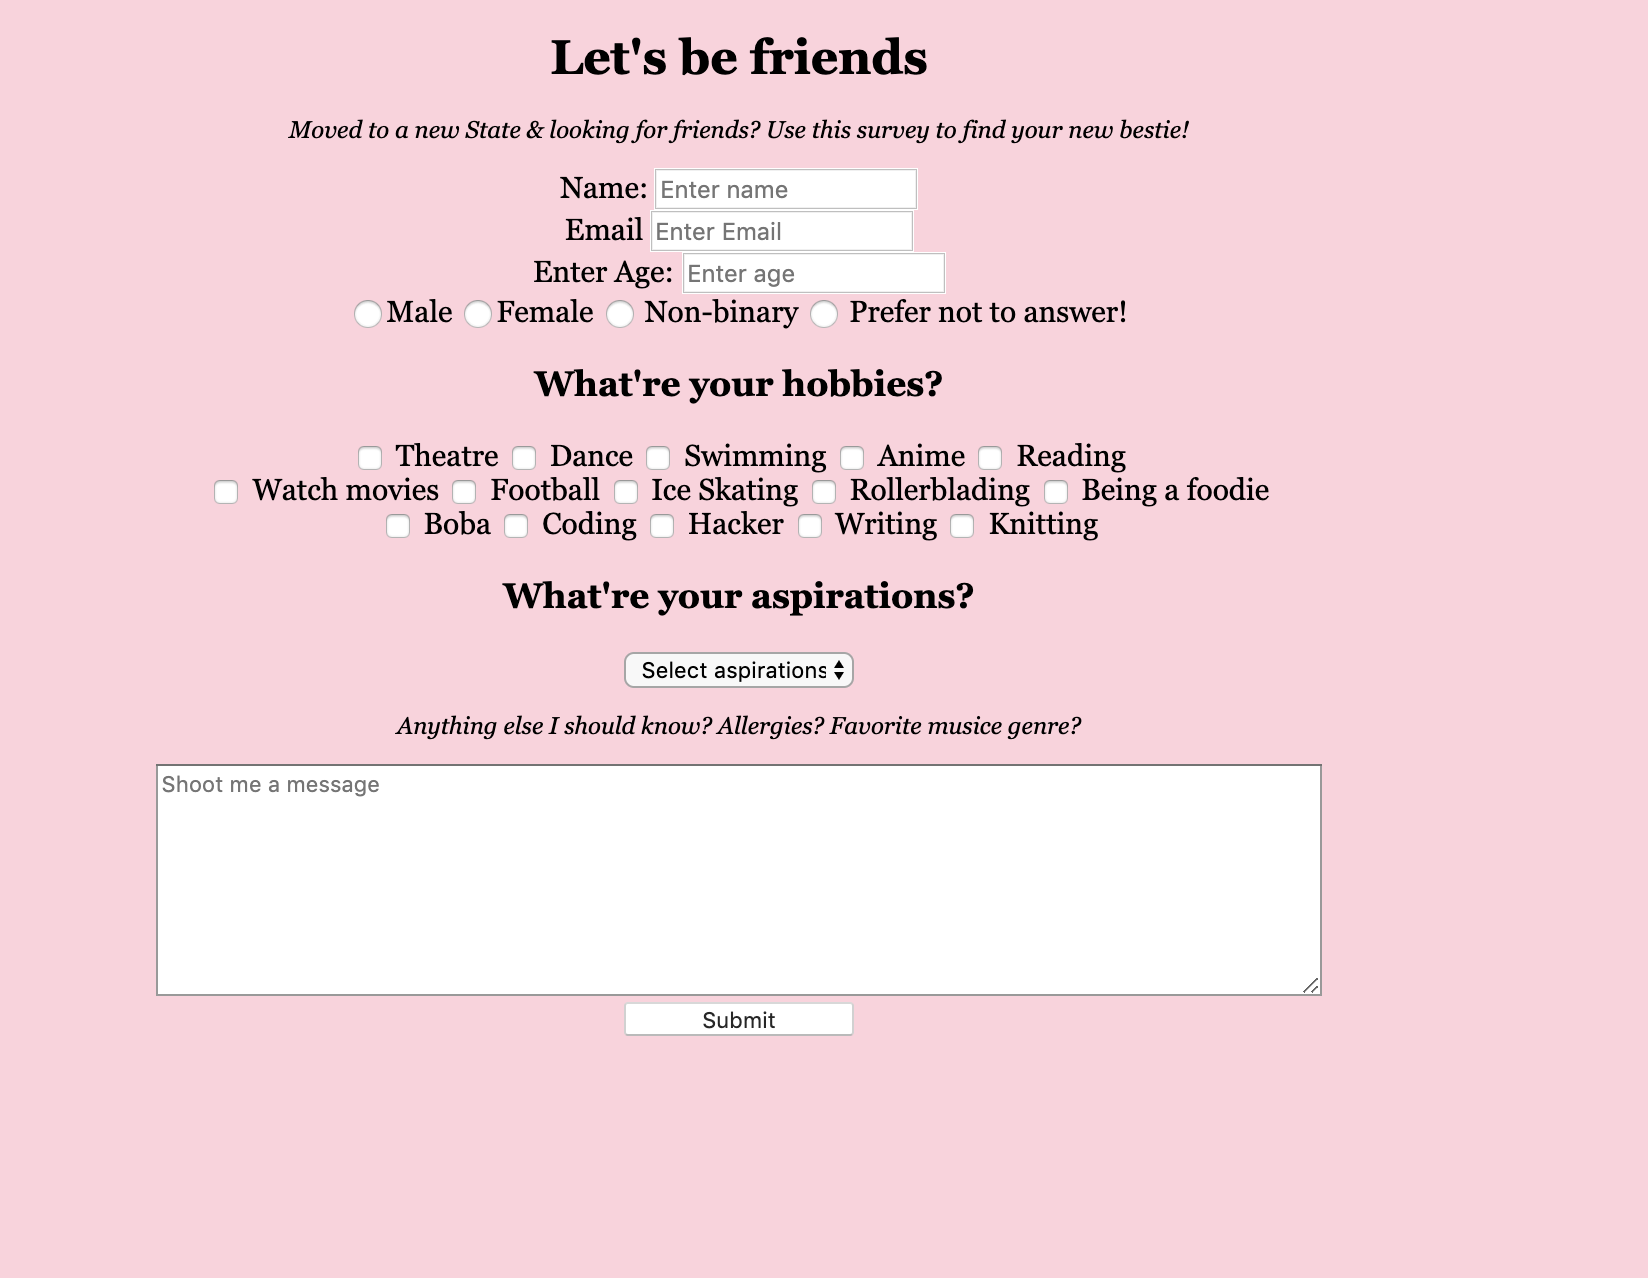 Let's be friends
Moved to a new State & looking for friends? Use this survey to find your new bestie!
Name: Enter name
Email Enter Email
Enter Age: Enter age
Male Female Non-binary Prefer not to answer!
What're your hobbies?
Theatre Dance Swimming Anime Reading
Watch movies Football Ice Skating Rollerblading Being a foodie
Boba Coding Hacker Writing Knitting
What're your aspirations?
Select aspirations
Anything else I should know? Allergies? Favorite musice genre?
Shoot me a message
Submit